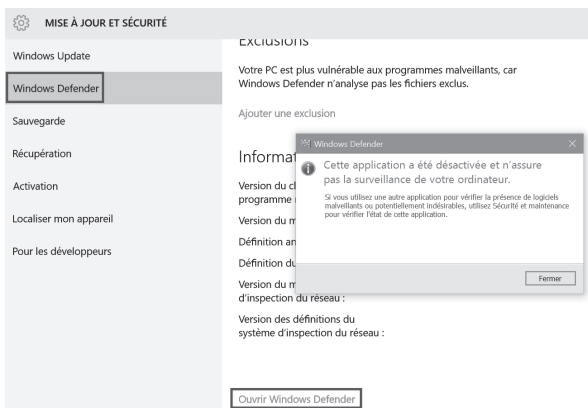 MISE À JOUR ET SÉCURITÉ
Windows Update
Windows Defender
Sauvegarde
Récupération
Activation
Localiser mon appareil
Pour les développeurs
Exclusions
Votre PC est plus vulnérable aux programmes malveillants, car
Windows Defender n'analyse pas les fichiers exclus.
Ajouter une exclusion
Informat
Version du cl
programme
Version du m
Définition an
Définition du
Version du m
d'inspection du réseau :
Version des définitions du
système d'inspection du réseau :
Ouvrir Windows Defender
Windows Defender
Cette application a été désactivée et n'assure
pas la surveillance de votre ordinateur.
Si vous utilisez une autre application pour vérifier la présence de logiciels
malveillants ou potentiellement indésirables, utilisez Sécurité et maintenance
pour vérifier l'état de cette application.
Fermer